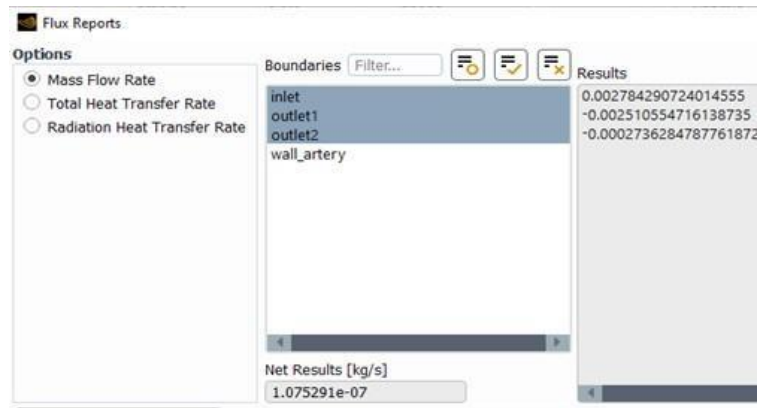 Flux Reports
Options
Mass Flow Rate
Total Heat Transfer Rate
Radiation Heat Transfer Rate
Boundaries Filter...
inlet
outlet1
outlet2
wall_artery
Net Results [kg/s]
1.075291e-07
Results
0.002784290724014555
-0.002510554716138735
-0.0002736284787761872